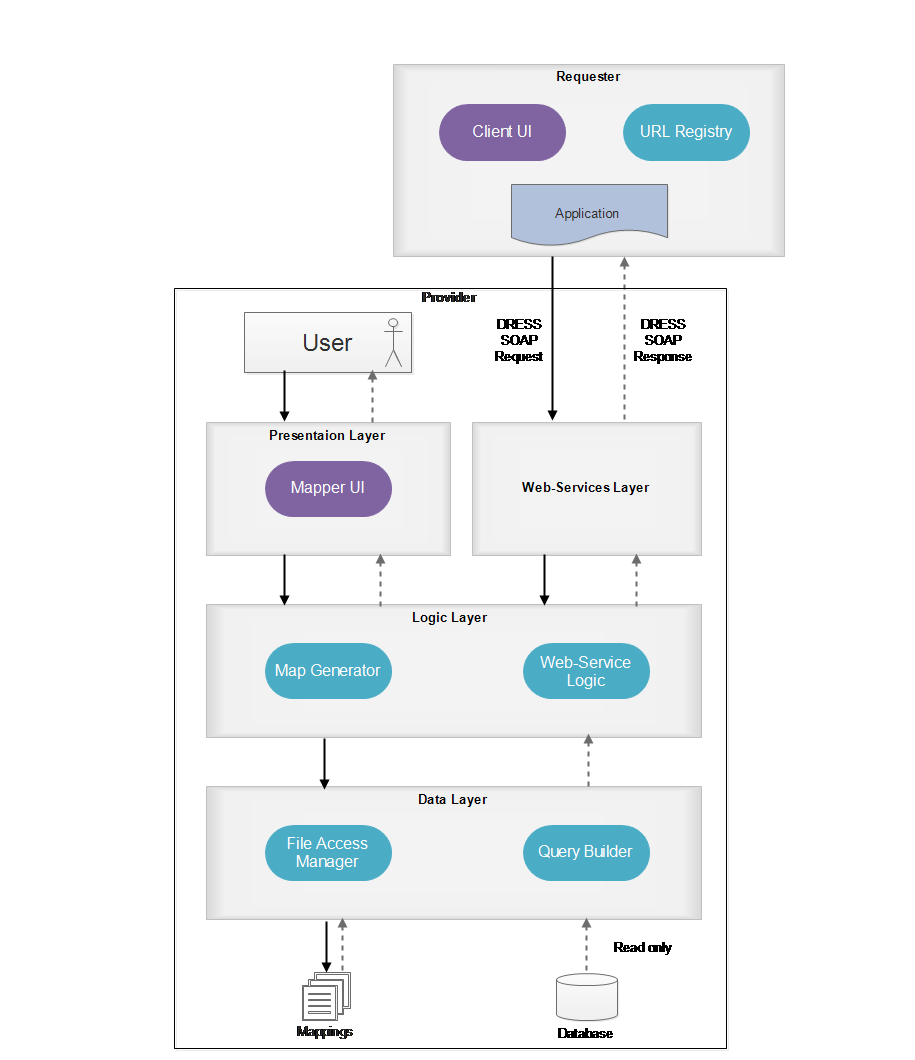 Requester
Client UI
URL Registry
Application
Provider
User
DRESS
SOAP
Request
DRESS
SOAP
Response
Presentaion Layer
Mapper UI
Web-Services Layer
Logic Layer
Map Generator
Web-Service
Logic
Data Layer
File Access
Manager
Query Builder
Read only
Mappings
Database